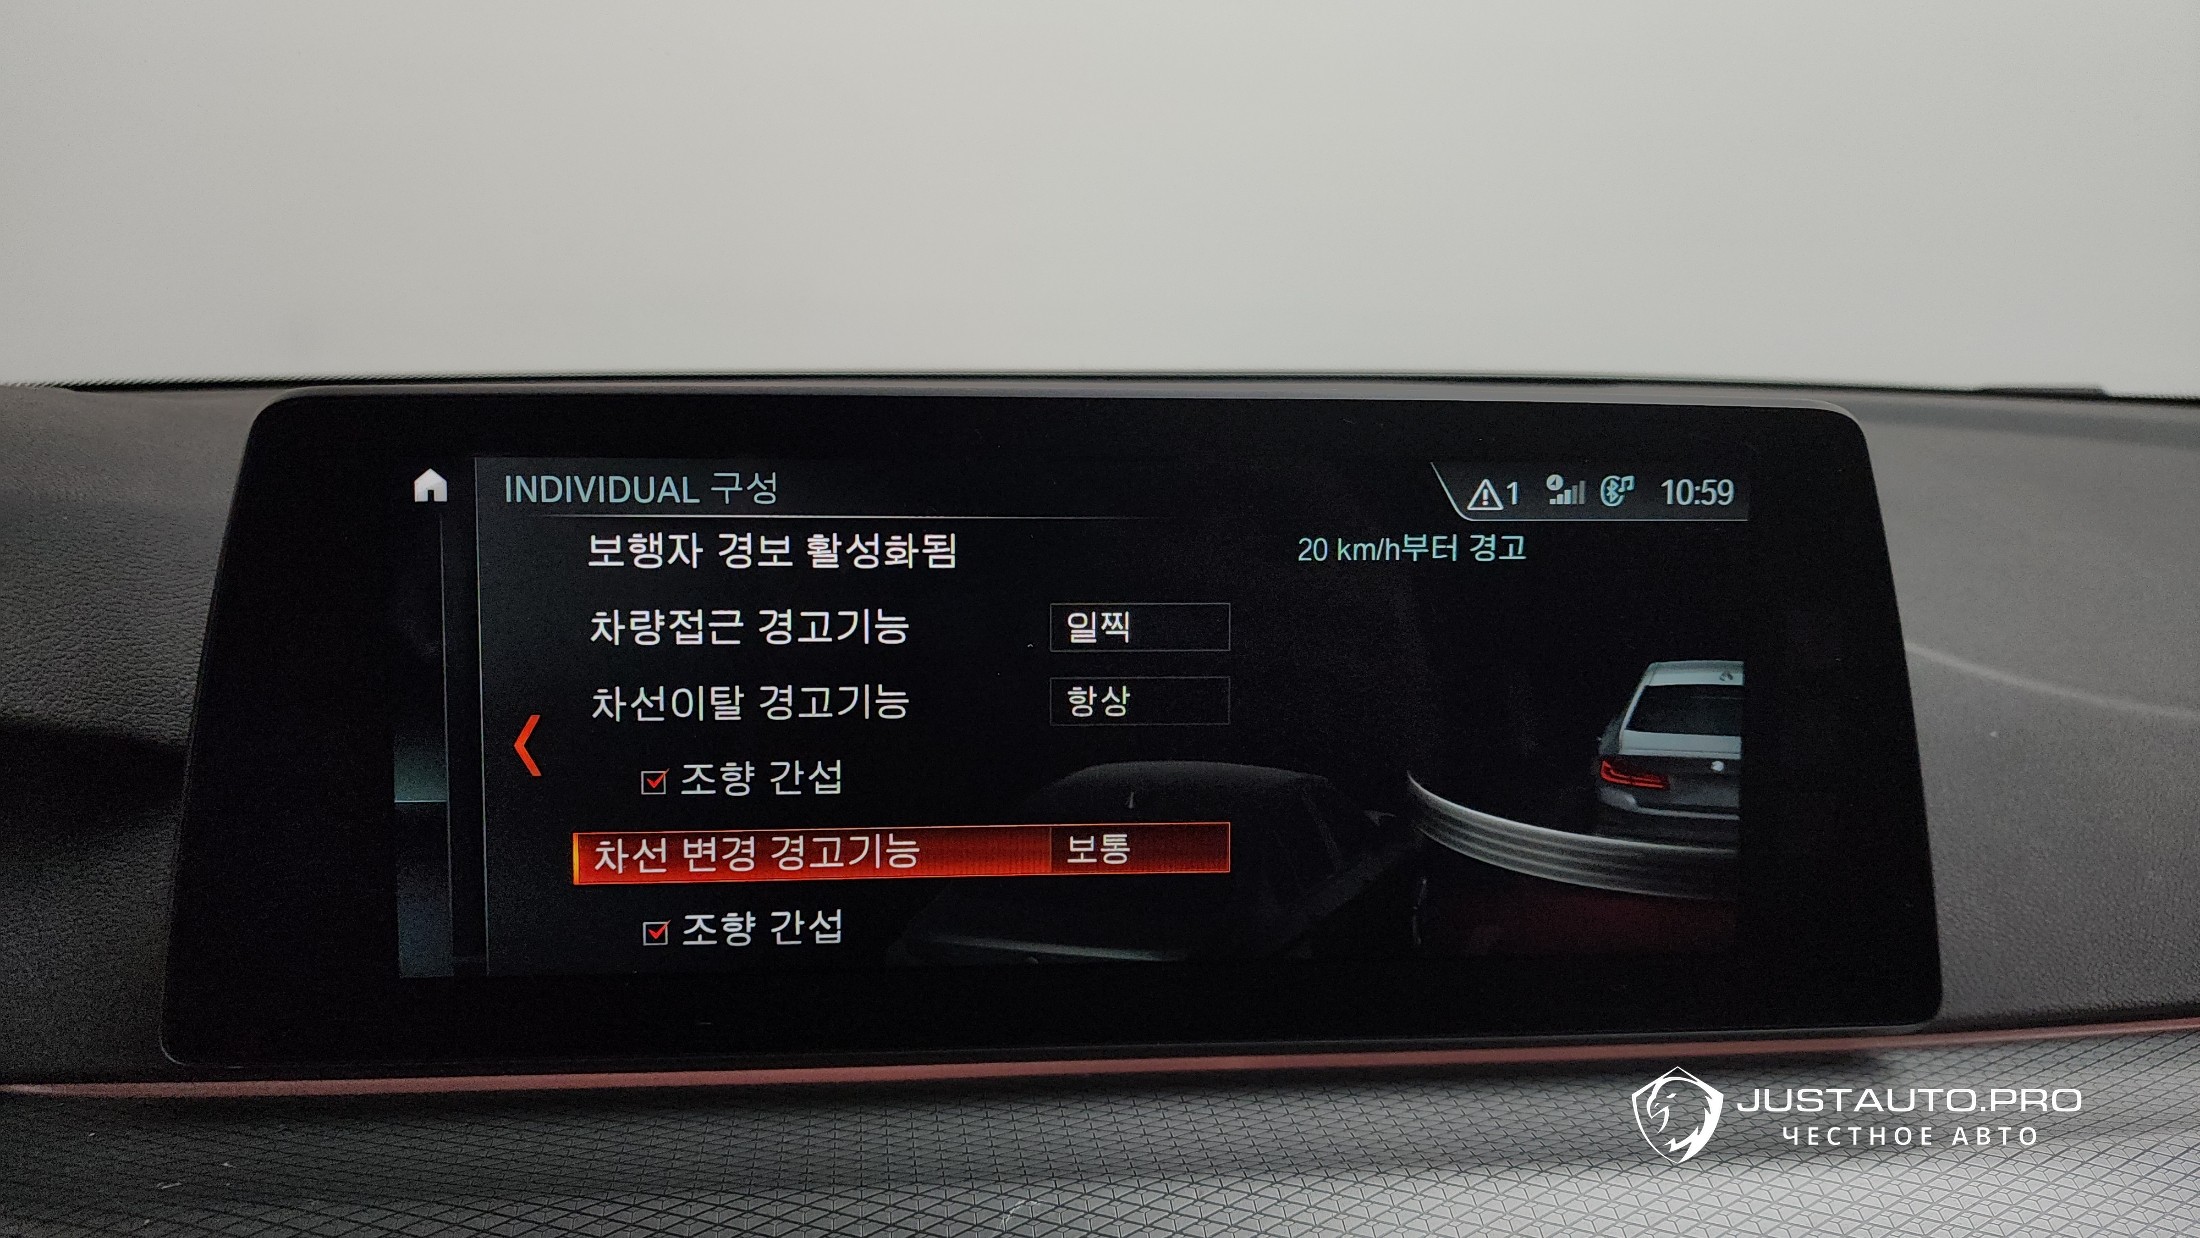 INDIVIDUAL 구성
1 10:59
보행자 경보 활성화됨
20 km/h부터 경고
차량접근 경고기능 일찍
차선이탈 경고기능 항상
조향 간섭
차선 변경 경고기능 보통
조향 간섭
JUSTAUTO.PRO
ЧЕСТНОЕ АВТО